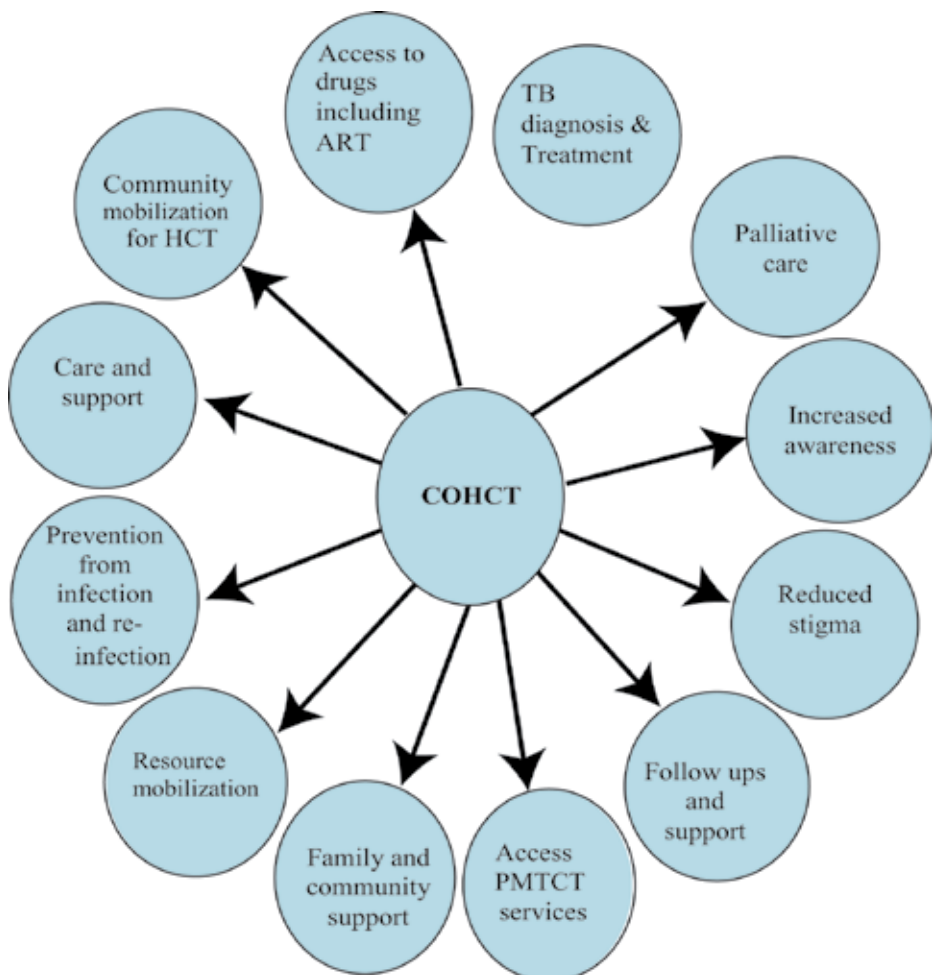 Access to
drugs
including
ART
TB
diagnosis &
Treatment
Community
mobilization
for HCT
Palliative
care
Care and
support
Increased
awareness
COHCT
Prevention
from
infection
and re-
infection
Reduced
stigma
Resource
mobilization
Follow ups
and
support
Family and
community
support
Access
PMTCT
services